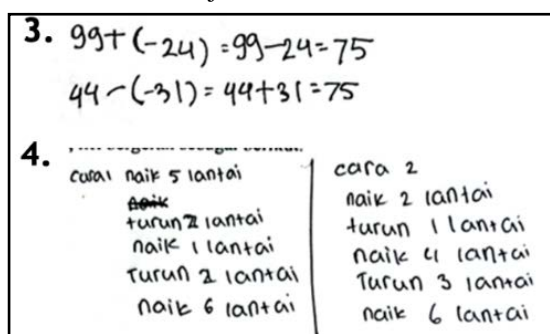 3. 99+(-24)=99-24=75
44-(-31)=44+31=75
4.
cara1 naik 5 lantai
turun 2 lantai
naik 1 lantai
Turun 2 lantai
naik 6 lantai
cara 2
naik 2 lantai
turun 1 lantai
naik 4 lantai
Turun 3 lantai
naik 6 lantai